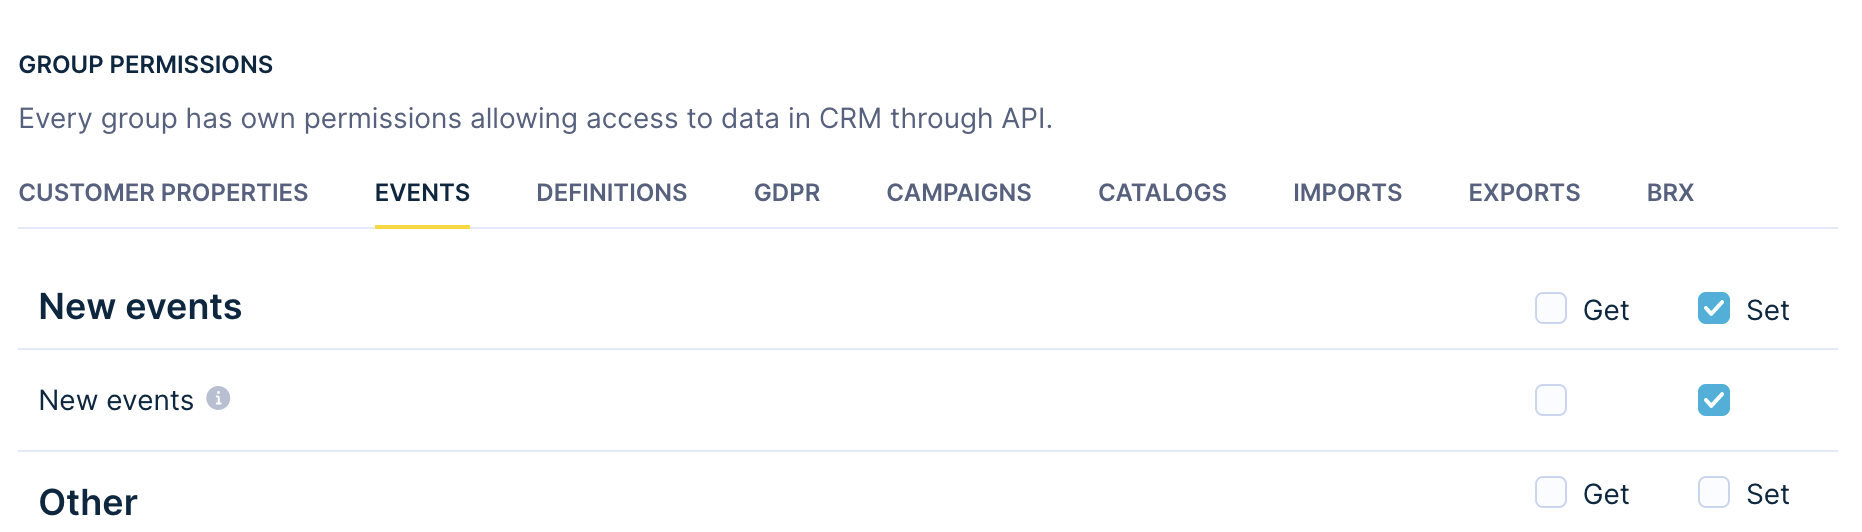 GROUP PERMISSIONS
Every group has own permissions allowing access to data in CRM through API.
CUSTOMER PROPERTIES EVENTS DEFINITIONS GDPR CAMPAIGNS CATALOGS IMPORTS EXPORTS BRX
New events Get Set
New events
Other Get Set